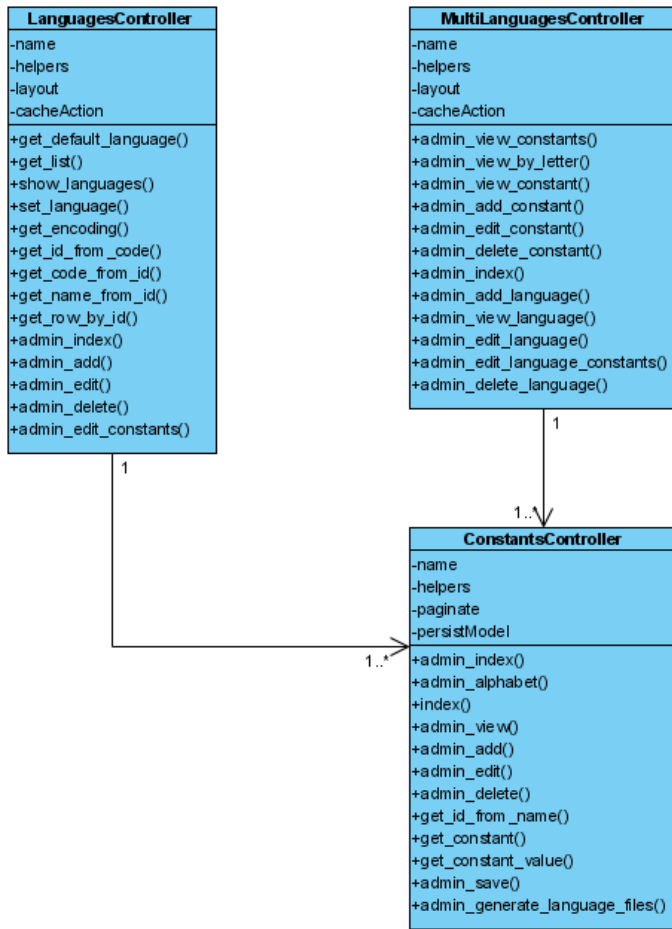 LanguagesController
-name
-helpers
-layout
-cacheAction
+get_default_language()
+get_list()
+show_languages()
+set_language()
+get_encoding()
+get_id_from_code()
+get_code_from_id()
+get_name_from_id()
+get_row_by_id()
+admin_index()
+admin_add()
+admin_edit()
+admin_delete()
+admin_edit_constants()
1
1..*
MultiLanguagesController
-name
-helpers
-layout
-cacheAction
+admin_view_constants()
+admin_view_by_letter()
+admin_view_constant()
+admin_add_constant()
+admin_edit_constant()
+admin_delete_constant()
+admin_index()
+admin_add_language()
+admin_view_language()
+admin_edit_language()
+admin_edit_language_constants()
+admin_delete_language()
1
1..*
ConstantsController
-name
-helpers
-paginate
-persistModel
+admin_index()
+admin_alphabet()
+index()
+admin_view()
+admin_add()
+admin_edit()
+admin_delete()
+get_id_from_name()
+get_constant()
+get_constant_value()
+admin_save()
+admin_generate_language_files()